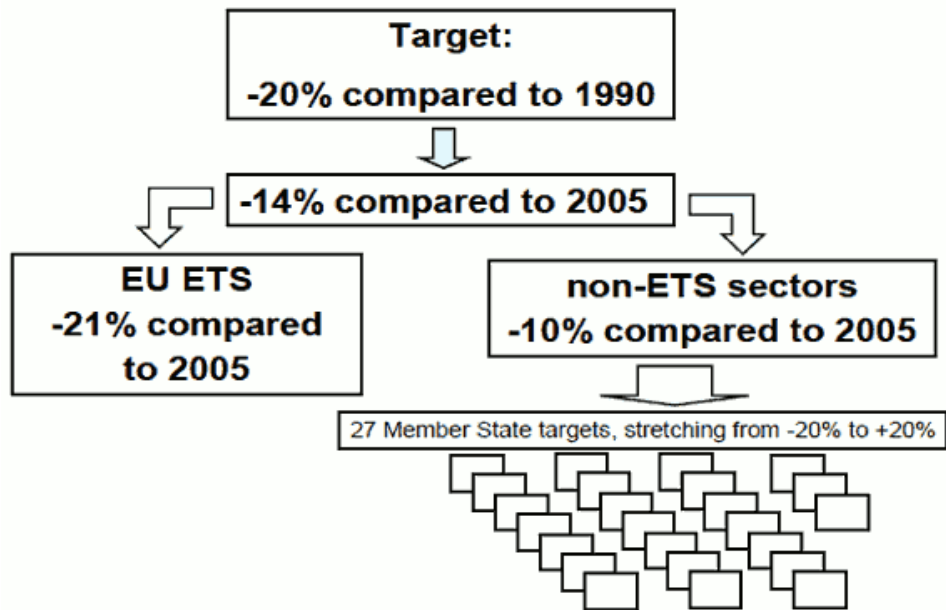 Target:
-20% compared to 1990
-14% compared to 2005
EU ETS
-21% compared
to 2005
non-ETS sectors
-10% compared to 2005
27 Member State targets, stretching from -20% to +20%